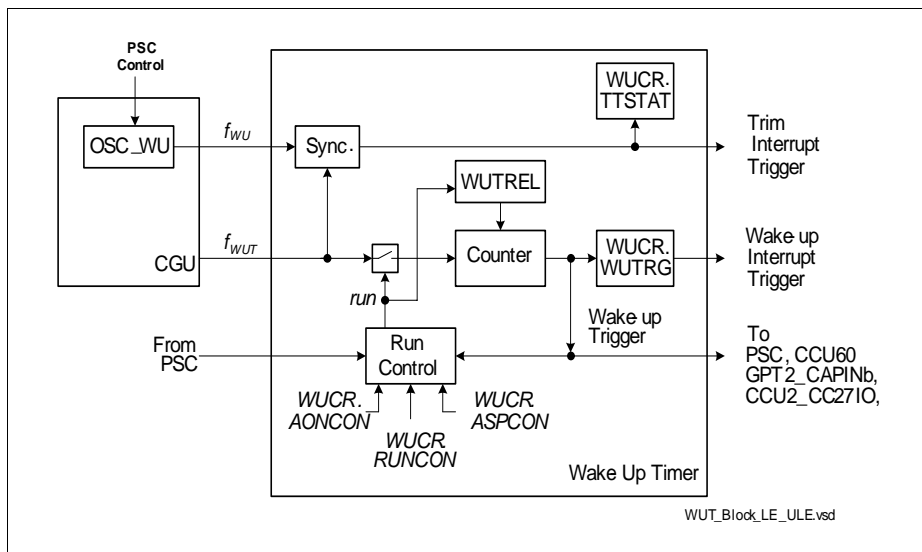 PSC
Control
OSC_WU
fWU
CGU
fWUT
Sync.
WUCR.
TTSTAT
Trim
Interrupt
Trigger
WUTREL
Counter
WUCR.
WUTRG
Wake-up
Interrupt
Trigger
run
Wake-up
Trigger
From
PSC
Run
Control
To
PSC, CCU60
GPT2_CAPINb,
CCU2_CC27IO,
WUCR.
AONCON
WUCR.
RUNCON
WUCR.
ASPCON
Wake Up Timer
WUT_Block_LE_ULE.vsd